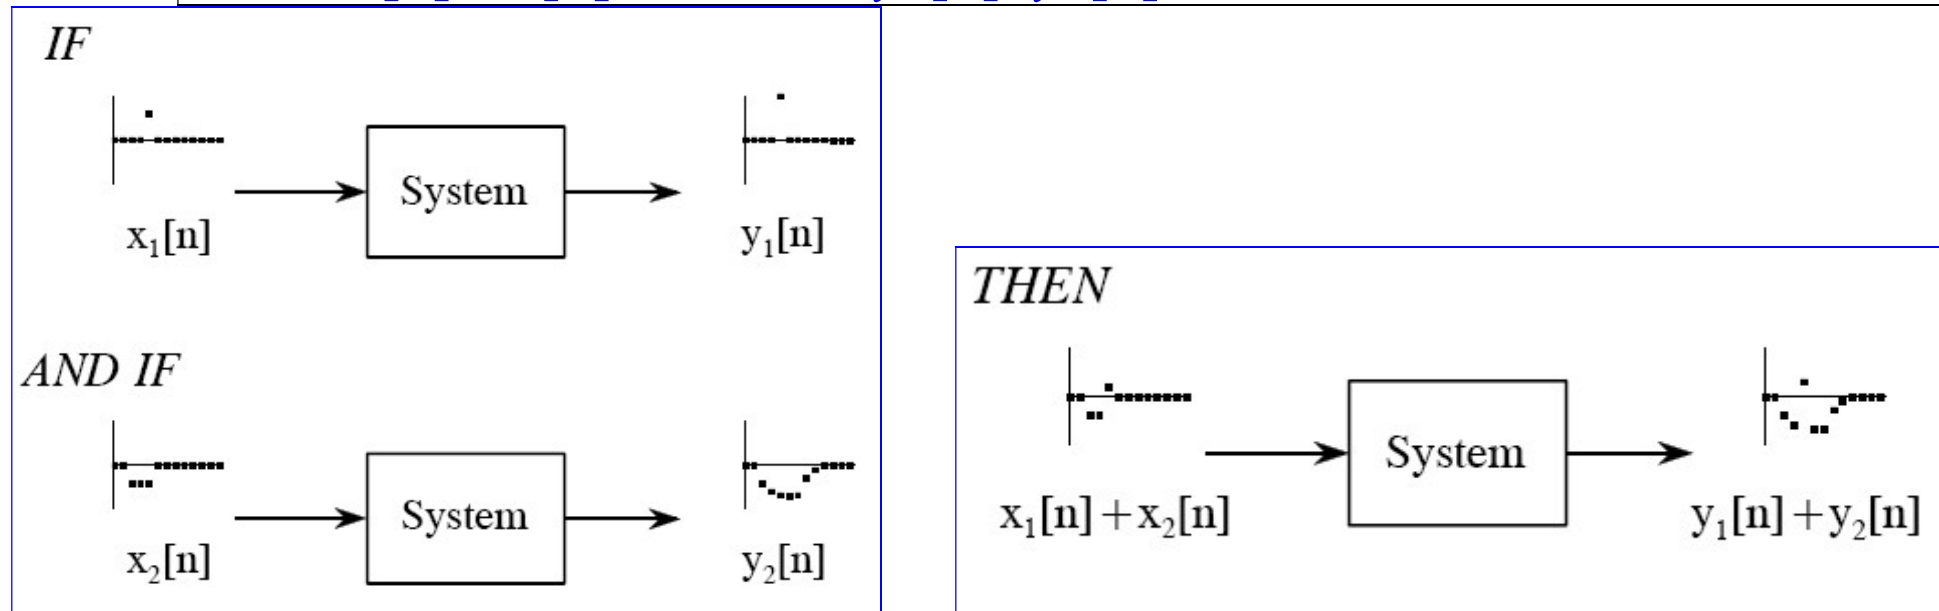 IF
System
x₁[n]
y₁[n]
AND IF
System
x₂[n]
y₂[n]
THEN
System
x₁[n]+x₂[n]
y₁[n]+y₂[n]